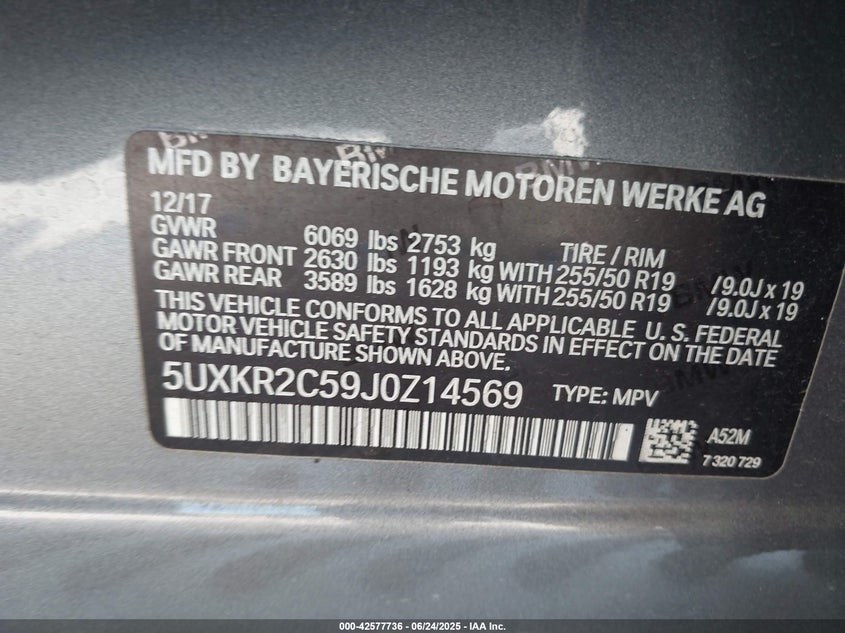 MFD BY BAYERISCHE MOTOREN WERKE AG
12/17
GVWR 6069 lbs 2753 kg TIRE / RIM
GAWR FRONT 2630 lbs 1193 kg WITH 255/50 R19 /9.0J x 19
GAWR REAR 3589 lbs 1628 kg WITH 255/50 R19 /9.0J x 19
THIS VEHICLE CONFORMS TO ALL APPLICABLE U. S. FEDERAL
MOTOR VEHICLE SAFETY STANDARDS IN EFFECT ON THE DATE
OF MANUFACTURE SHOWN ABOVE.
5UXKR2C59J0Z14569 TYPE: MPV
A52M
7 320 729
000-42577736 - 06/24/2025 - IAA Inc.